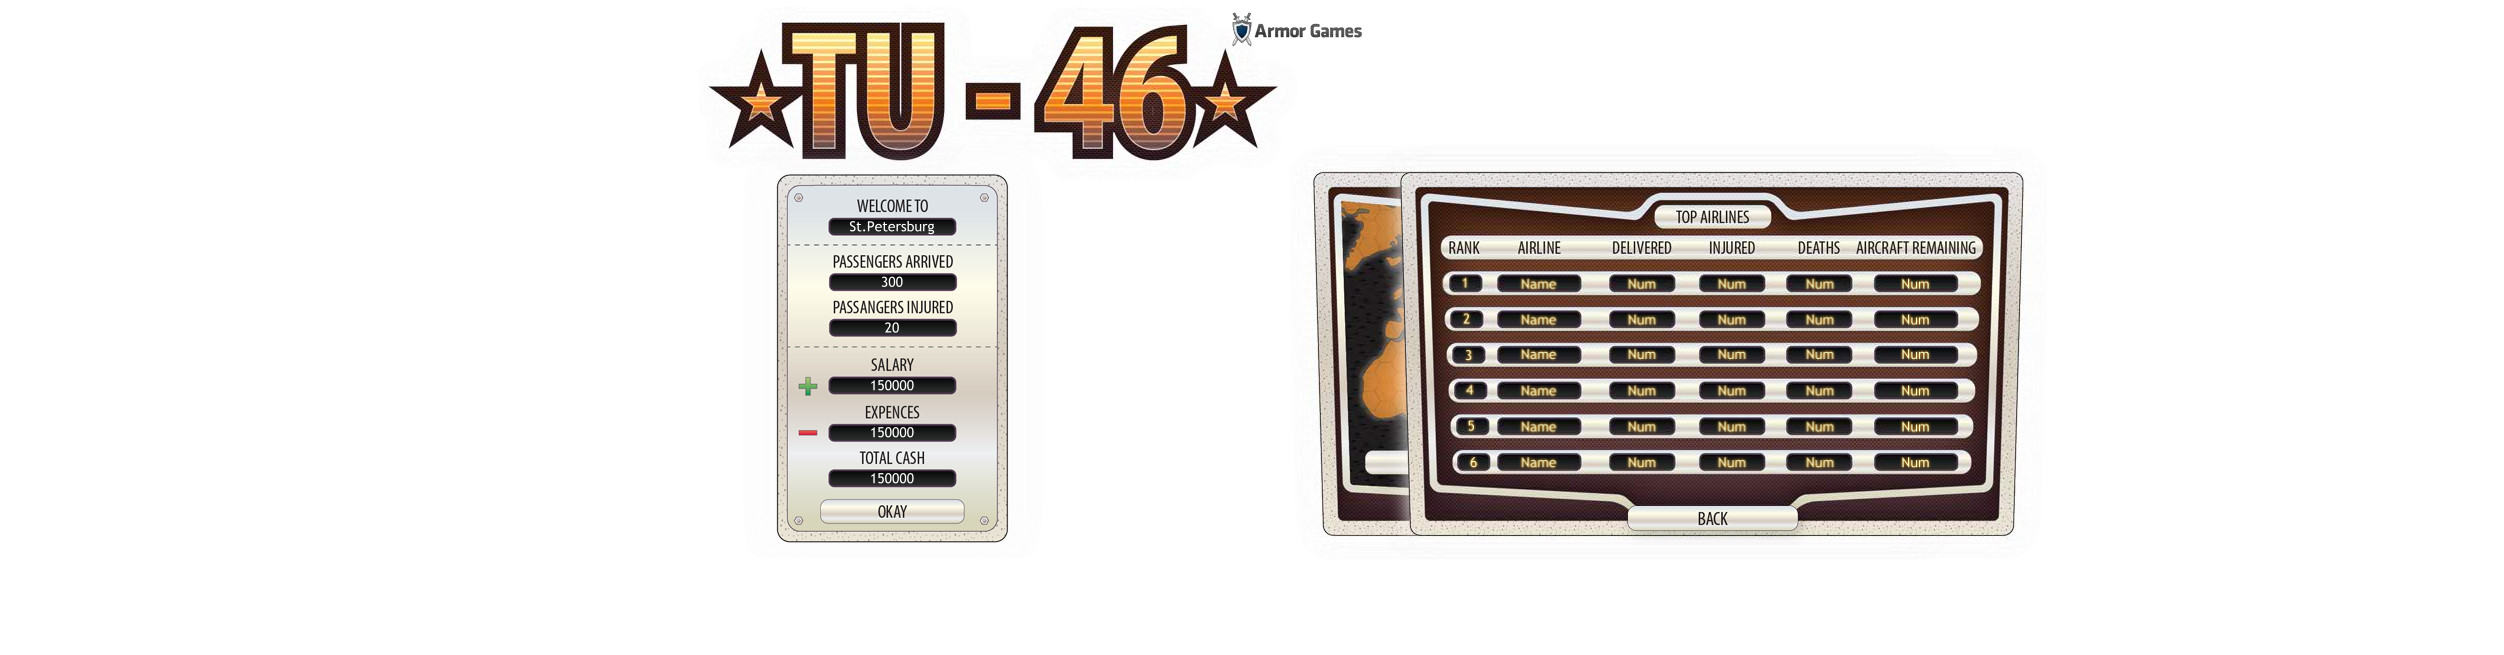 TU - 46
Armor Games
WELCOME TO
St.Petersburg
PASSENGERS ARRIVED
300
PASSANGERS INJURED
20
SALARY
150000
EXPENCES
150000
TOTAL CASH
150000
OKAY
TOP AIRLINES
RANK AIRLINE DELIVERED INJURED DEATHS AIRCRAFT REMAINING
1 Name Num Num Num Num
2 Name Num Num Num Num
3 Name Num Num Num Num
4 Name Num Num Num Num
5 Name Num Num Num Num
6 Name Num Num Num Num
BACK